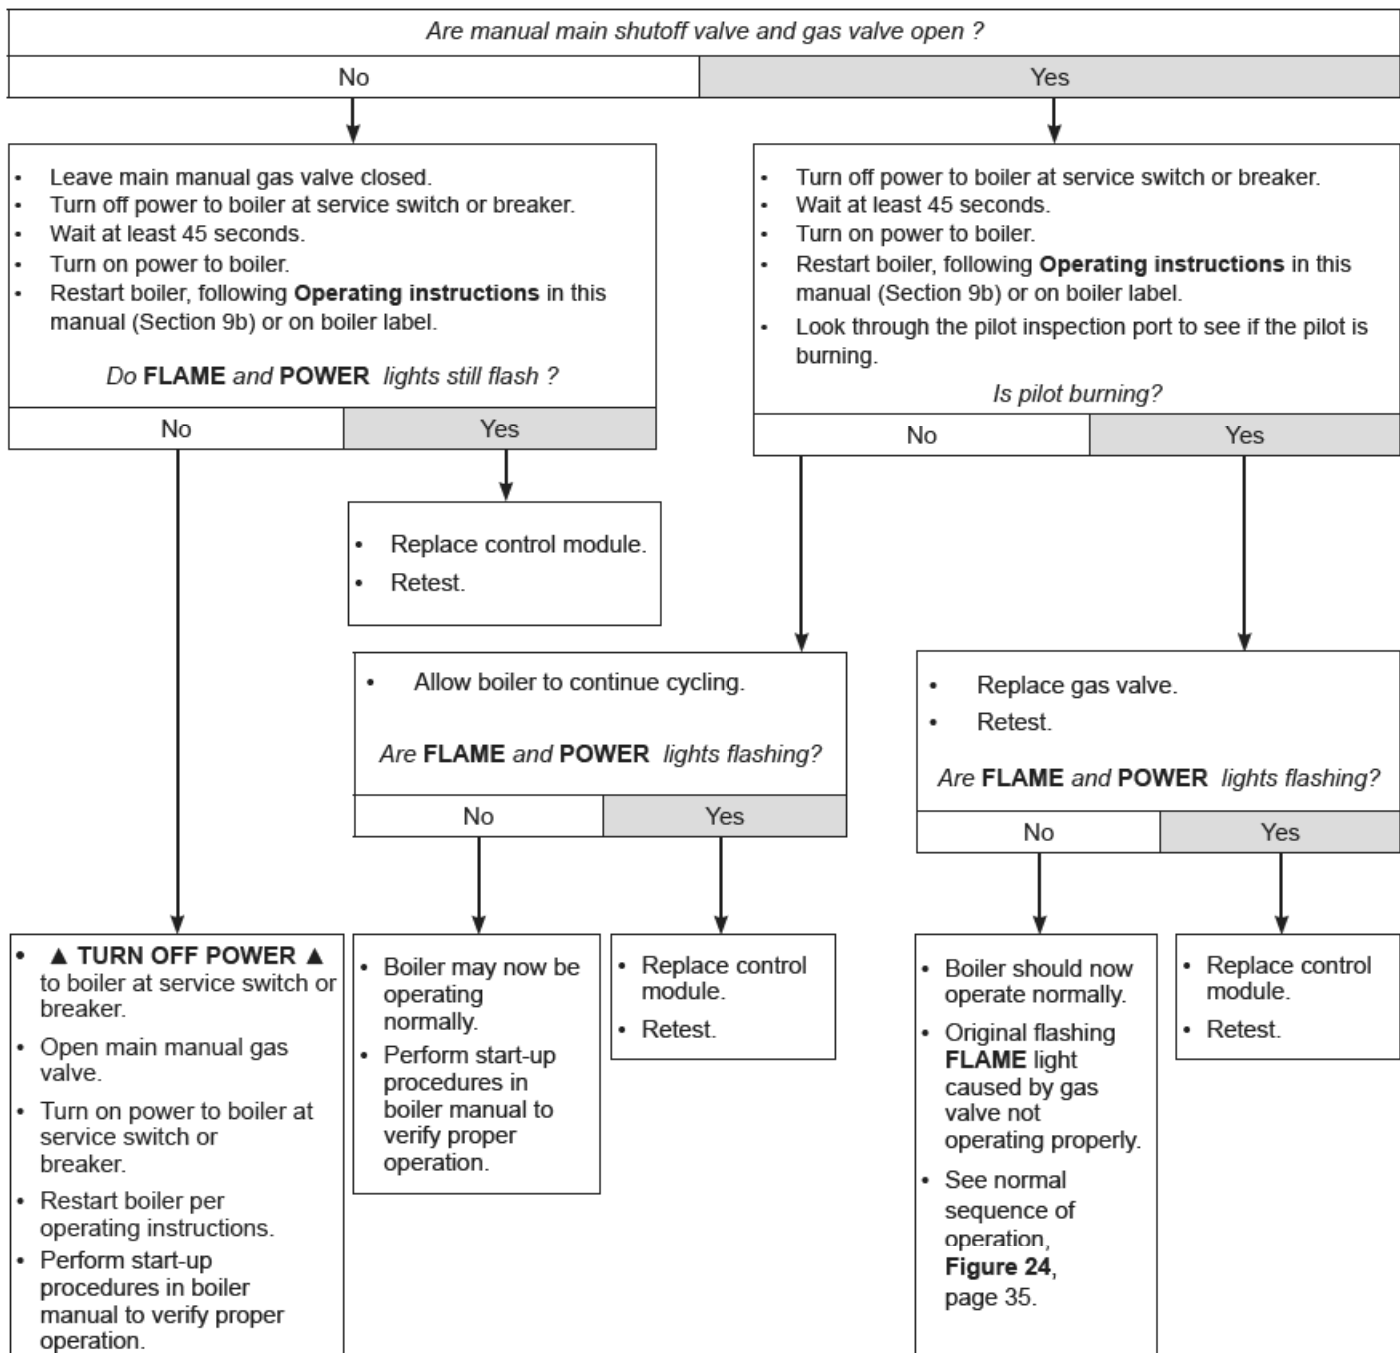 Are manual main shutoff valve and gas valve open ?
No
Yes
• Leave main manual gas valve closed.
• Turn off power to boiler at service switch or breaker.
• Wait at least 45 seconds.
• Turn on power to boiler.
• Restart boiler, following Operating instructions in this
manual (Section 9b) or on boiler label.
Do FLAME and POWER lights still flash ?
No
Yes
• Turn off power to boiler at service switch or breaker.
• Wait at least 45 seconds.
• Turn on power to boiler.
• Restart boiler, following Operating instructions in this
manual (Section 9b) or on boiler label.
• Look through the pilot inspection port to see if the pilot is
burning.
Is pilot burning?
No
Yes
• Replace control module.
• Retest.
• Allow boiler to continue cycling.
Are FLAME and POWER lights flashing?
No
Yes
• Replace gas valve.
• Retest.
Are FLAME and POWER lights flashing?
No
Yes
• ▲ TURN OFF POWER ▲
to boiler at service switch or
breaker.
• Open main manual gas
valve.
• Turn on power to boiler at
service switch or
breaker.
• Restart boiler per
operating instructions.
• Perform start-up
procedures in boiler
manual to verify proper
operation.
• Boiler may now be
operating
normally.
• Perform start-up
procedures in
boiler manual to
verify proper
operation.
• Replace control
module.
• Retest.
• Boiler should now
operate normally.
• Original flashing
FLAME light
caused by gas
valve not
operating properly.
• See normal
sequence of
operation,
Figure 24,
page 35.
• Replace control
module.
• Retest.